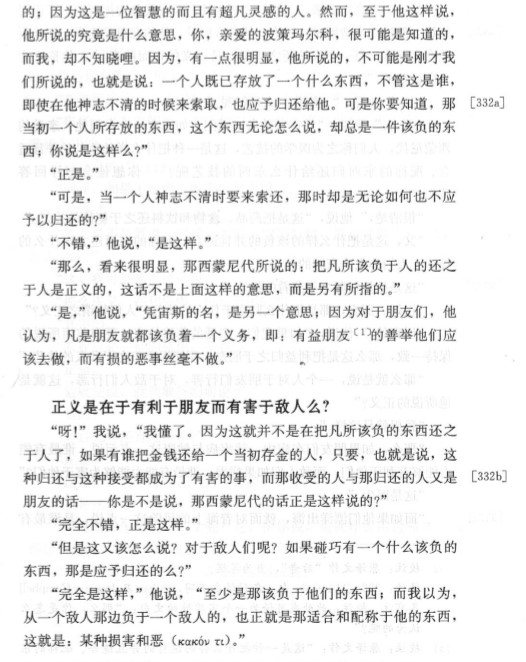 的；因为这是一位智慧的而且有超凡灵感的人。然而，至于他这样说，
他所说的究竟是什么意思，你，亲爱的波策玛尔科，很可能是知道的，
而我，却不知晓哩。因为，有一点很明显，他所说的，不可能是刚才我
们所说的，也就是说：一个人既已存放了一个什么东西，不管这是谁，
即使在他神志不清的时候来索取，也应予归还给他。可是你要知道，那 [332a]
当初一个人所存放的东西，这个东西无论怎么说，却总是一件该负的东
西；你说是这样么？”
“正是。”
“可是，当一个人神志不清时要来索还，那时却是无论如何也不应
予以归还的？”
“不错，”他说，“是这样。”
“那么，看来很明显，那西蒙尼代所说的：把凡所该负于人的还之
于人是正义的，这话不是上面这样的意思，而是另有所指的。”
“是，”他说，“凭宙斯的名，是另一个意思；因为对于朋友们，他
认为，凡是朋友就都该负着一个义务，即：有益朋友〔1〕的善举他们应
该去做，而有损的恶事丝毫不做。”
正义是在于有利于朋友而有害于敌人么？
“呀！”我说，“我懂了。因为这就并不是在把凡所该负的东西还之
于人了，如果有谁把金钱还给一个当初存金的人，只要，也就是说，这
种归还与这种接受都成为了有害的事，而那收受的人与那归还的人又是 [332b]
朋友的话——你是不是说，那西蒙尼代的话正是这样说的？”
“完全不错，正是这样。”
“但是这又该怎么说？对于敌人们呢？如果碰巧有一个什么该负的
东西，那是应予归还的么？”
“完全是这样，”他说，“至少是那该负于他们的东西；而我以为，
从一个敌人那边负于一个敌人的，也正就是那适合和配称于他的东西，
这就是：某种损害和恶（κακόν τι）。”